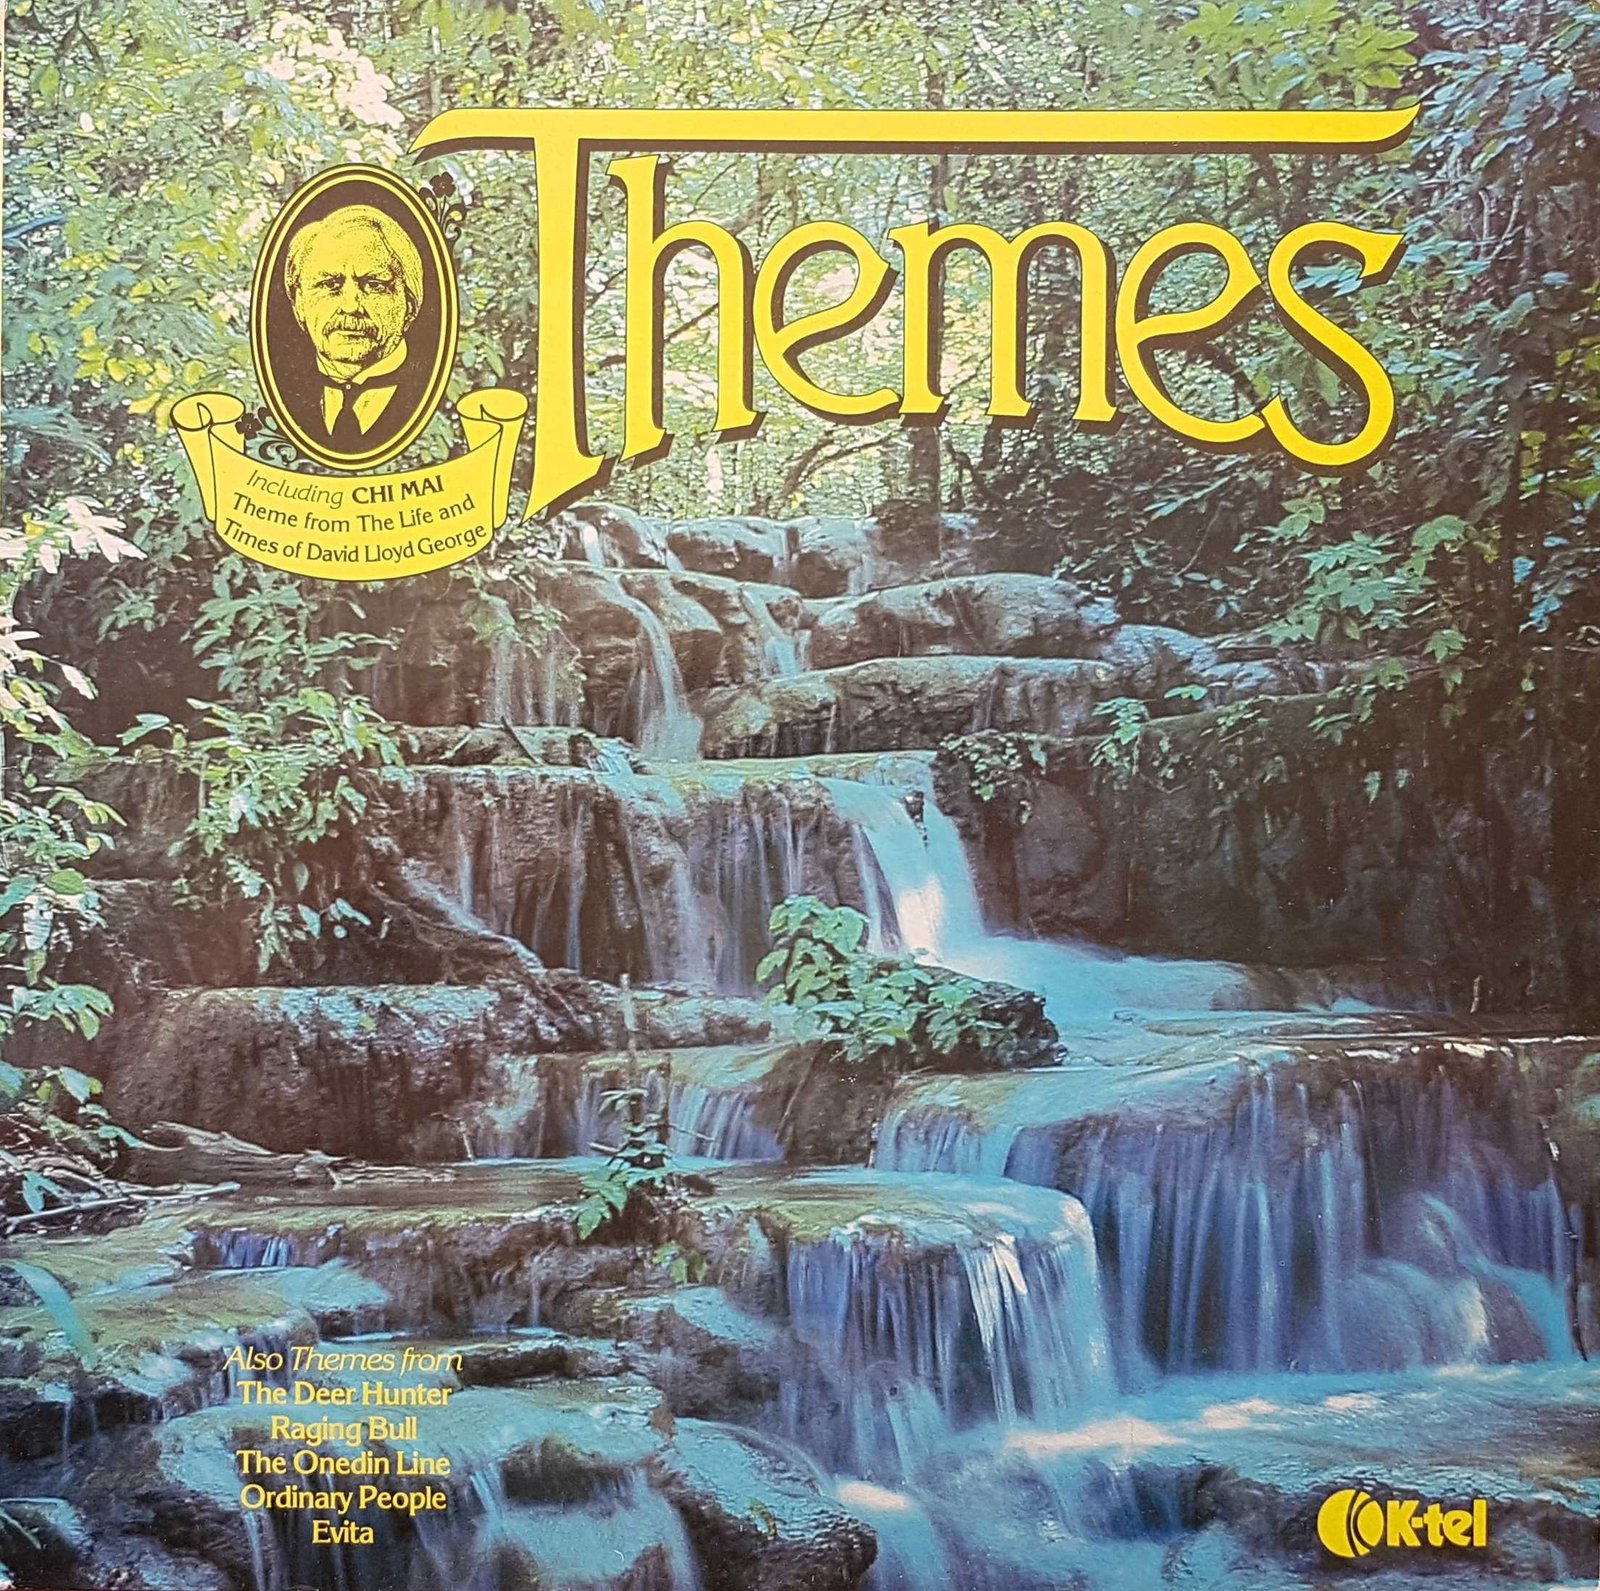 Themes
Including CHI MAI
Theme from The Life and
Times of David Lloyd George
Also Themes from
The Deer Hunter
Raging Bull
The Onedin Line
Ordinary People
Evita
K-tel